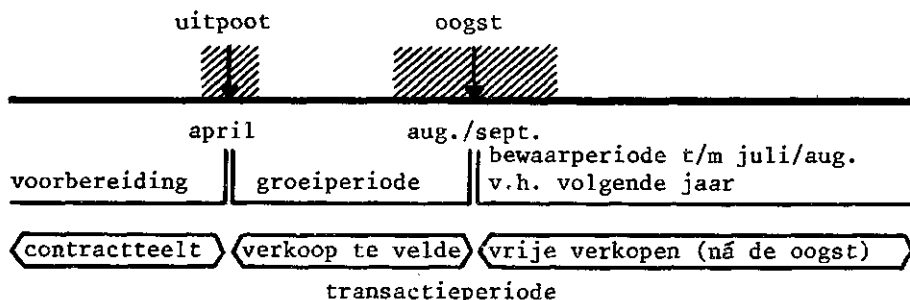 uitpoot oogst
april aug./sept.
bewaarperiode t/m juli/aug.
voorbereiding groeiperiode v.h. volgende jaar
contractteelt verkoop te velde vrije verkopen (ná de oogst)
transactieperiode